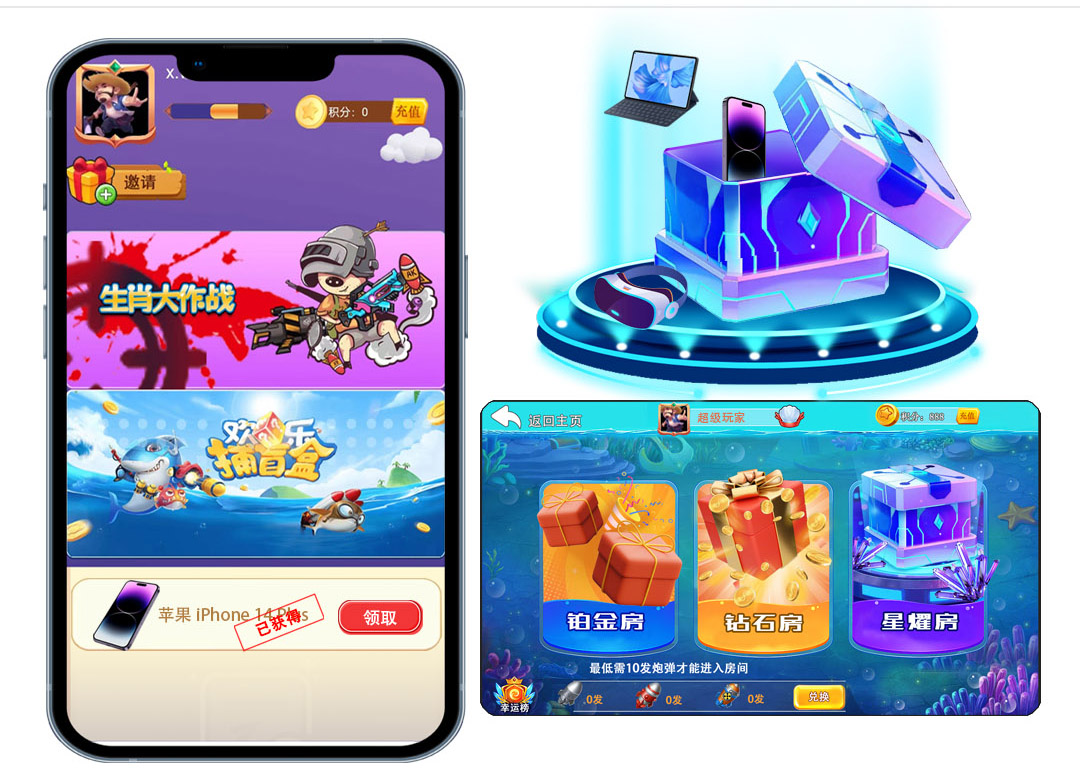 X.
积分：0
充值
邀请
生肖大作战
AK
欢乐
捕盲盒
苹果 iPhone 14 Plus
已获得
领取
返回主页
超级玩家
积分：888
充值
铂金房
钻石房
星耀房
最低需10发炮弹才能进入房间
幸运榜
.0发
0发
0发
兑换